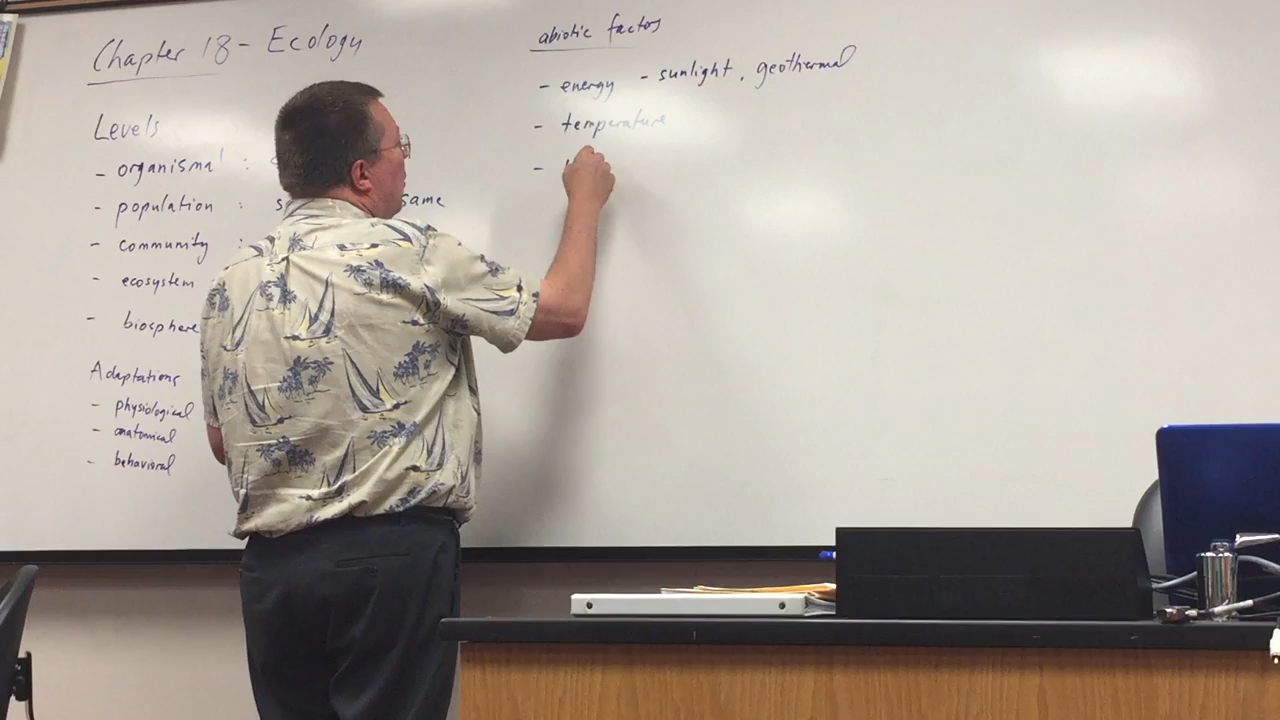 Chapter 18 - Ecology
Levels
- organismal :
- population : same
- community :
- ecosystem
- biosphere
Adaptations
- physiological
- anatomical
- behavioral
abiotic factors
- energy - sunlight, geothermal
- temperature
-